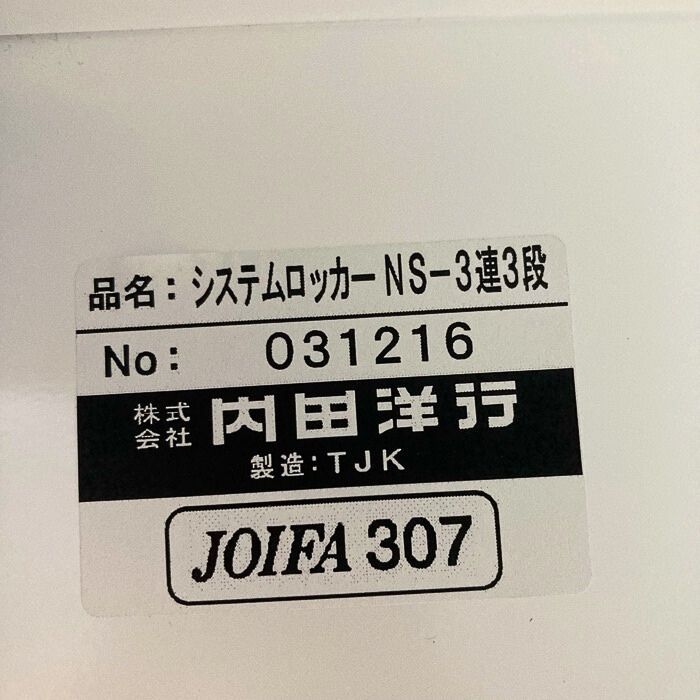 品名：システムロッカーNS-3連3段
No: 031216
株式会社 内田洋行
製造：TJK
JOIFA 307